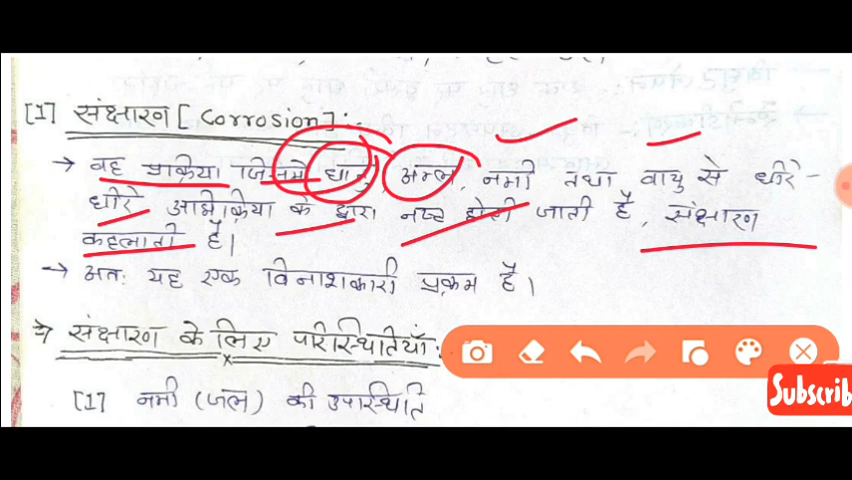 [1] संक्षारण [Corrosion]:-
→ वह प्रक्रिया जिसमें धातु अम्ल, नमी तथा वायु से धीरे-
धीरे अभिक्रिया के द्वारा नष्ट होती जाती है, संक्षारण
कहलाती है।
→ अतः यह एक विनाशकारी प्रक्रम है।
⇒ संक्षारण के लिए परिस्थितियाँ:
[1] नमी (जल) की उपस्थिति
Subscrib